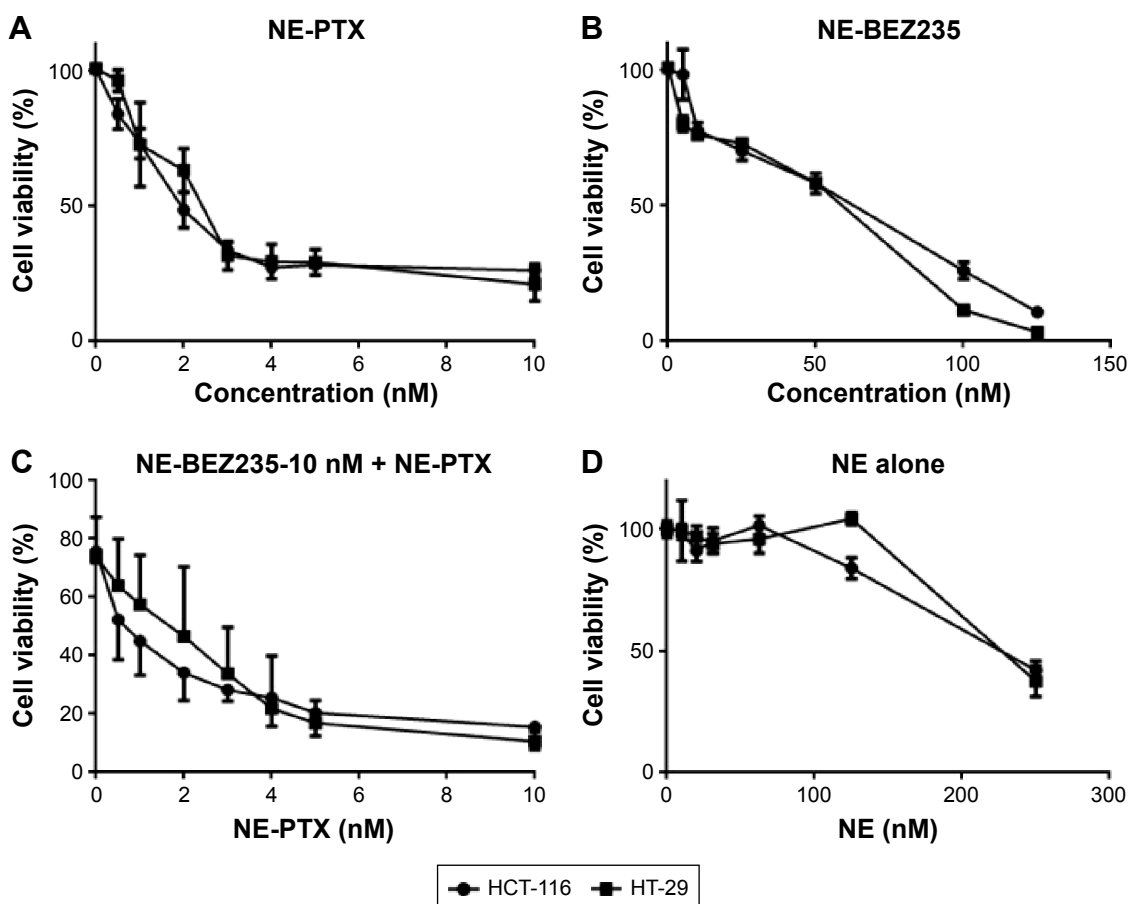 A
NE-PTX
Cell viability (%)
100
50
0
0 2 4 6 8 10
Concentration (nM)
B
NE-BEZ235
Cell viability (%)
100
50
0
0 50 100 150
Concentration (nM)
C
NE-BEZ235-10 nM + NE-PTX
Cell viability (%)
100
80
60
40
20
0
0 2 4 6 8 10
NE-PTX (nM)
D
NE alone
Cell viability (%)
100
50
0
0 100 200 300
NE (nM)
HCT-116 HT-29